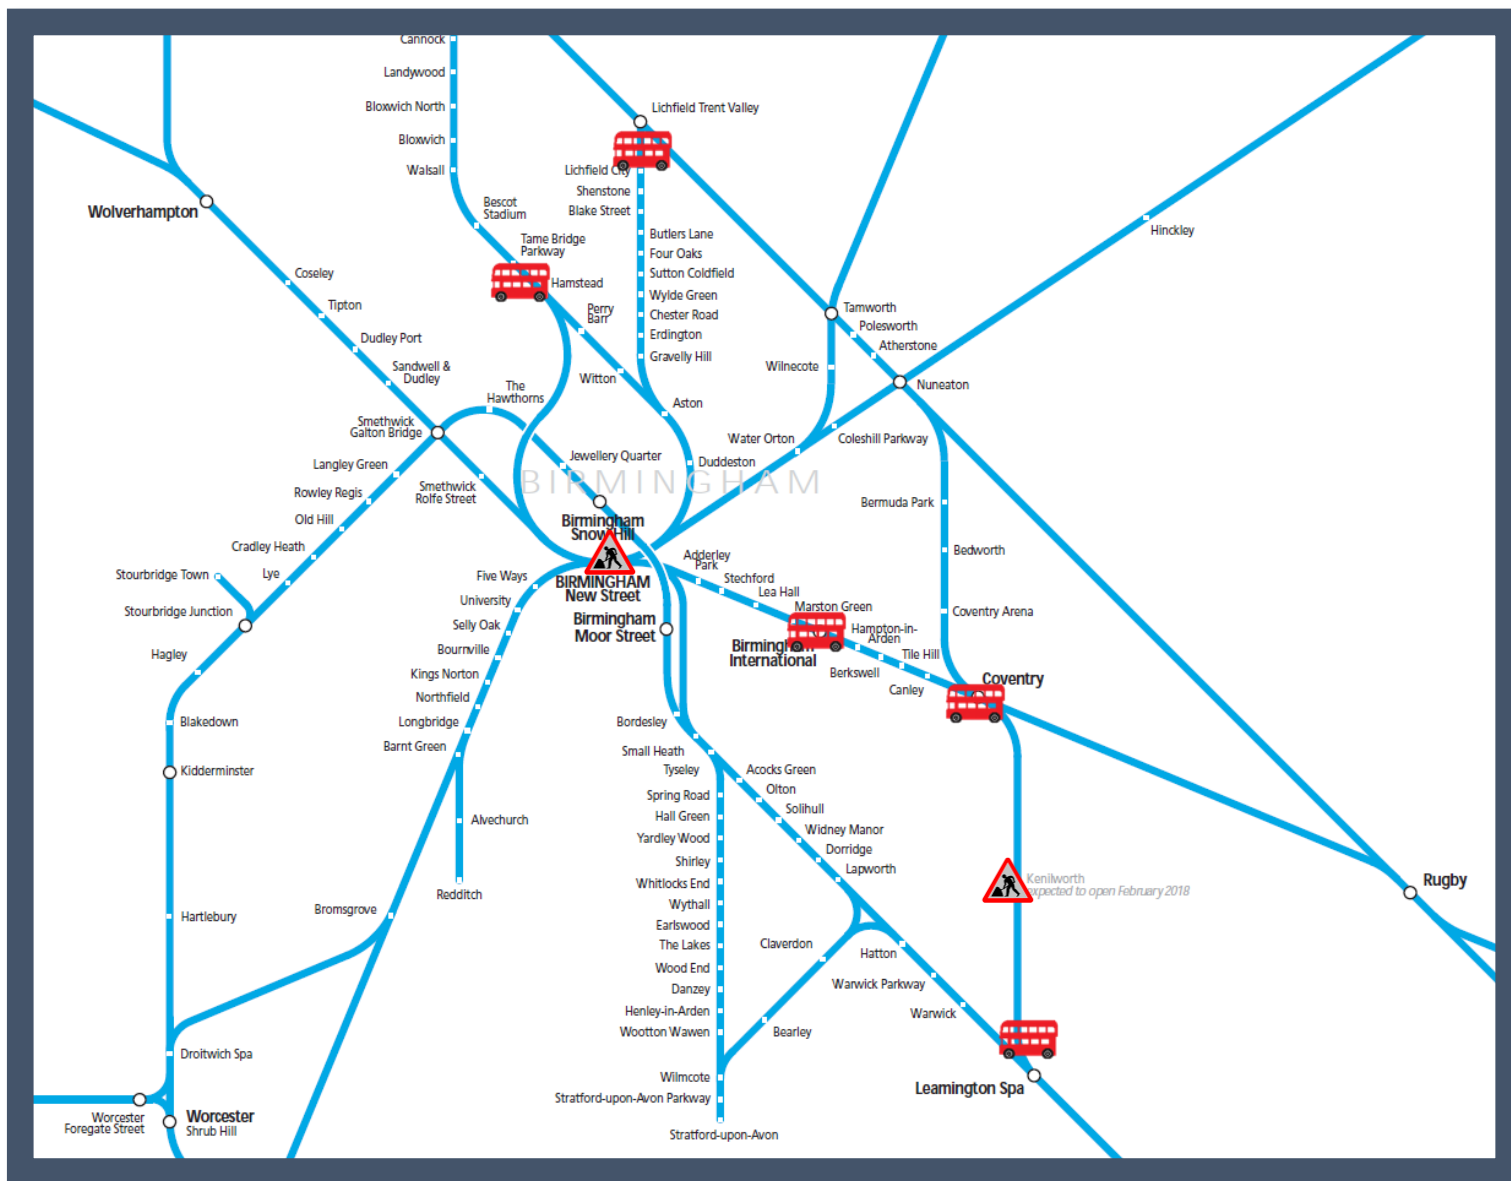 Cannock
Landywood
Bloxwich North
Bloxwich
Walsall
Bescot
Stadium
Tame Bridge
Parkway
Hamstead
Perry
Barr
Witton
Aston
Duddeston
Lichfield Trent Valley
Lichfield City
Shenstone
Blake Street
Butlers Lane
Four Oaks
Sutton Coldfield
Wylde Green
Chester Road
Erdington
Gravelly Hill
Wolverhampton
Coseley
Tipton
Dudley Port
Sandwell &
Dudley
The
Hawthorns
Smethwick
Galton Bridge
Smethwick
Rolfe Street
Jewellery Quarter
BIRMINGHAM
Birmingham
Snow Hill
BIRMINGHAM
New Street
Birmingham
Moor Street
Langley Green
Rowley Regis
Old Hill
Cradley Heath
Lye
Stourbridge Town
Stourbridge Junction
Hagley
Blakedown
Kidderminster
Hartlebury
Droitwich Spa
Worcester
Foregate Street
Worcester
Shrub Hill
Five Ways
University
Selly Oak
Bournville
Kings Norton
Northfield
Longbridge
Barnt Green
Alvechurch
Redditch
Bromsgrove
Tamworth
Polesworth
Atherstone
Wilnecote
Nuneaton
Hinckley
Water Orton
Coleshill Parkway
Bermuda Park
Bedworth
Coventry Arena
Adderley
Park
Stechford
Lea Hall
Marston Green
Birmingham
International
Hampton-in-
Arden
Berkswell
Tile Hill
Canley
Coventry
Rugby
Kenilworth
expected to open February 2018
Bordesley
Small Heath
Tyseley
Spring Road
Hall Green
Yardley Wood
Shirley
Whitlocks End
Wythall
Earlswood
The Lakes
Wood End
Danzey
Henley-in-Arden
Wootton Wawen
Wilmcote
Stratford-upon-Avon Parkway
Stratford-upon-Avon
Acocks Green
Olton
Solihull
Widney Manor
Dorridge
Lapworth
Claverdon
Bearley
Hatton
Warwick Parkway
Warwick
Leamington Spa